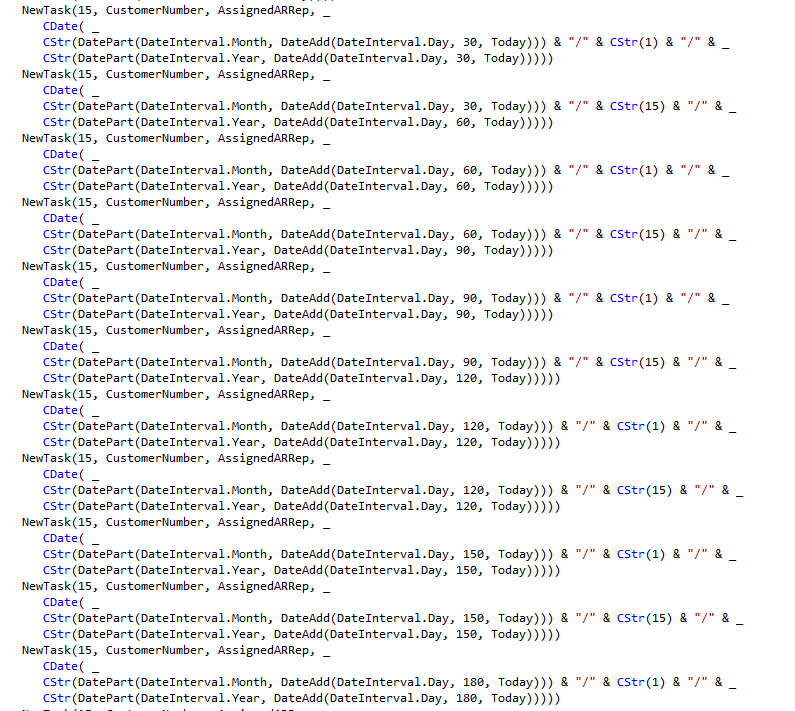 NewTask(15, CustomerNumber, AssignedARRep, _
CDate( _
CStr(DatePart(DateInterval.Month, DateAdd(DateInterval.Day, 30, Today))) & "/" & CStr(1) & "/" & _
CStr(DatePart(DateInterval.Year, DateAdd(DateInterval.Day, 30, Today)))))
NewTask(15, CustomerNumber, AssignedARRep, _
CDate( _
CStr(DatePart(DateInterval.Month, DateAdd(DateInterval.Day, 30, Today))) & "/" & CStr(15) & "/" & _
CStr(DatePart(DateInterval.Year, DateAdd(DateInterval.Day, 60, Today)))))
NewTask(15, CustomerNumber, AssignedARRep, _
CDate( _
CStr(DatePart(DateInterval.Month, DateAdd(DateInterval.Day, 60, Today))) & "/" & CStr(1) & "/" & _
CStr(DatePart(DateInterval.Year, DateAdd(DateInterval.Day, 60, Today)))))
NewTask(15, CustomerNumber, AssignedARRep, _
CDate( _
CStr(DatePart(DateInterval.Month, DateAdd(DateInterval.Day, 60, Today))) & "/" & CStr(15) & "/" & _
CStr(DatePart(DateInterval.Year, DateAdd(DateInterval.Day, 90, Today)))))
NewTask(15, CustomerNumber, AssignedARRep, _
CDate( _
CStr(DatePart(DateInterval.Month, DateAdd(DateInterval.Day, 90, Today))) & "/" & CStr(1) & "/" & _
CStr(DatePart(DateInterval.Year, DateAdd(DateInterval.Day, 90, Today)))))
NewTask(15, CustomerNumber, AssignedARRep, _
CDate( _
CStr(DatePart(DateInterval.Month, DateAdd(DateInterval.Day, 90, Today))) & "/" & CStr(15) & "/" & _
CStr(DatePart(DateInterval.Year, DateAdd(DateInterval.Day, 120, Today)))))
NewTask(15, CustomerNumber, AssignedARRep, _
CDate( _
CStr(DatePart(DateInterval.Month, DateAdd(DateInterval.Day, 120, Today))) & "/" & CStr(1) & "/" & _
CStr(DatePart(DateInterval.Year, DateAdd(DateInterval.Day, 120, Today)))))
NewTask(15, CustomerNumber, AssignedARRep, _
CDate( _
CStr(DatePart(DateInterval.Month, DateAdd(DateInterval.Day, 120, Today))) & "/" & CStr(15) & "/" & _
CStr(DatePart(DateInterval.Year, DateAdd(DateInterval.Day, 120, Today)))))
NewTask(15, CustomerNumber, AssignedARRep, _
CDate( _
CStr(DatePart(DateInterval.Month, DateAdd(DateInterval.Day, 150, Today))) & "/" & CStr(1) & "/" & _
CStr(DatePart(DateInterval.Year, DateAdd(DateInterval.Day, 150, Today)))))
NewTask(15, CustomerNumber, AssignedARRep, _
CDate( _
CStr(DatePart(DateInterval.Month, DateAdd(DateInterval.Day, 150, Today))) & "/" & CStr(15) & "/" & _
CStr(DatePart(DateInterval.Year, DateAdd(DateInterval.Day, 150, Today)))))
NewTask(15, CustomerNumber, AssignedARRep, _
CDate( _
CStr(DatePart(DateInterval.Month, DateAdd(DateInterval.Day, 180, Today))) & "/" & CStr(1) & "/" & _
CStr(DatePart(DateInterval.Year, DateAdd(DateInterval.Day, 180, Today)))))